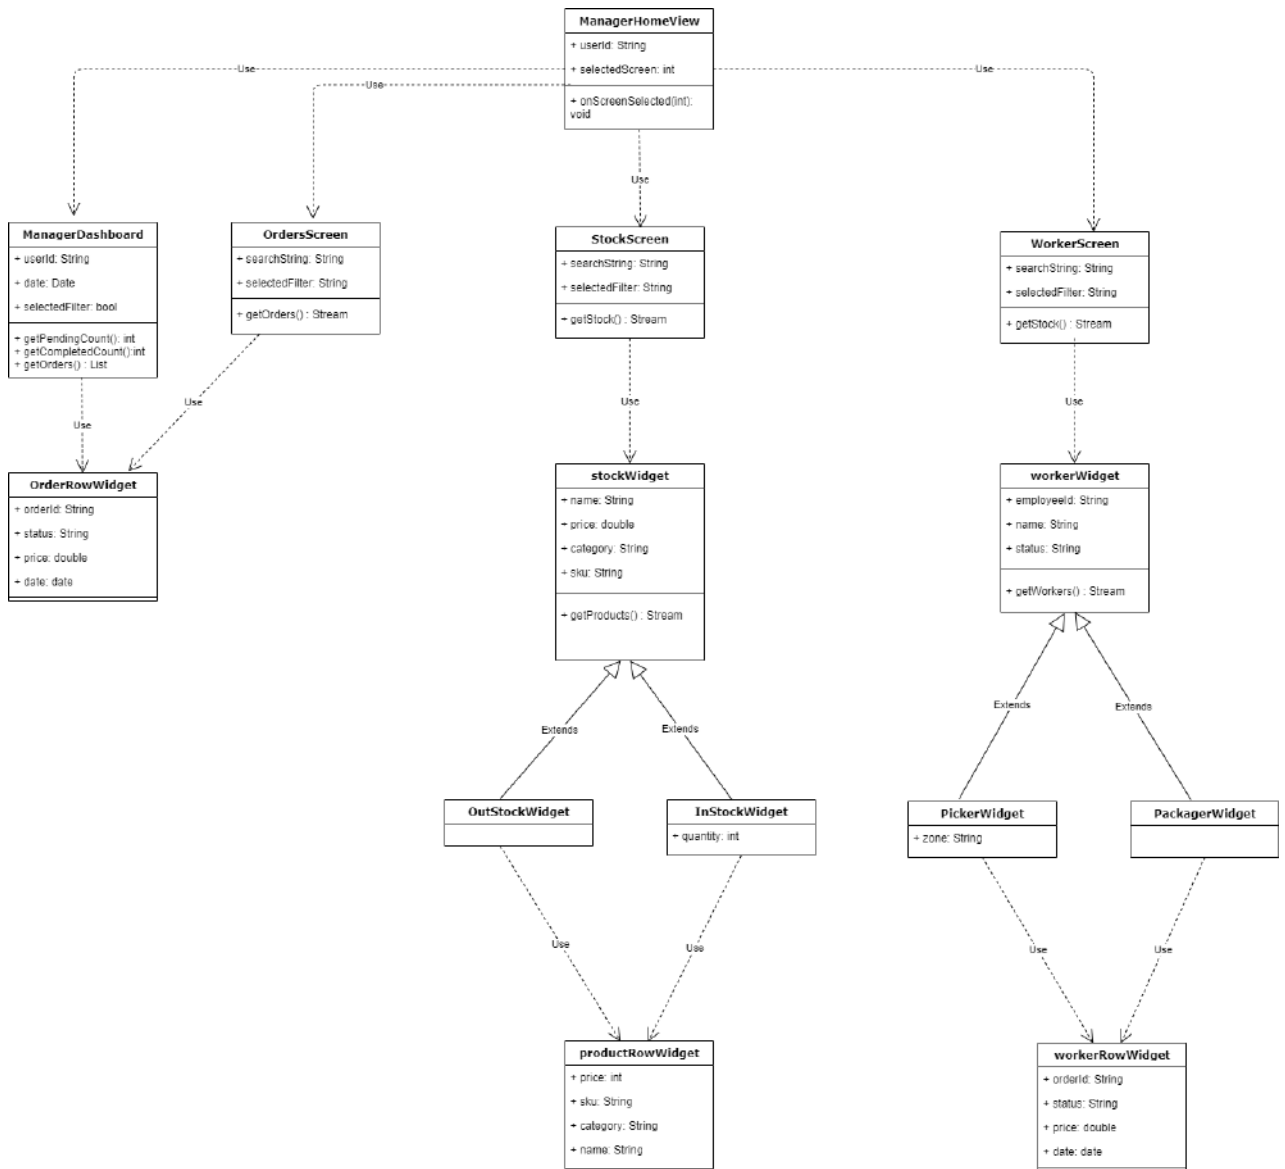 ManagerHomeView
+ userId: String
+ selectedScreen: int
+ onScreenSelected(int):
void
Use
Use
Use
Use
ManagerDashboard
+ userId: String
+ date: Date
+ selectedFilter: bool
+ getPendingCount(): int
+ getCompletedCount():int
+ getOrders() : List
OrdersScreen
+ searchString: String
+ selectedFilter: String
+ getOrders() : Stream
StockScreen
+ searchString: String
+ selectedFilter: String
+ getStock() : Stream
WorkerScreen
+ searchString: String
+ selectedFilter: String
+ getStock() : Stream
Use
Use
Use
Use
OrderRowWidget
+ orderId: String
+ status: String
+ price: double
+ date: date
stockWidget
+ name: String
+ price: double
+ category: String
+ sku: String
+ getProducts() : Stream
workerWidget
+ employeeId: String
+ name: String
+ status: String
+ getWorkers() : Stream
Extends
Extends
Extends
Extends
OutStockWidget
InStockWidget
+ quantity: int
PickerWidget
+ zone: String
PackagerWidget
Use
Use
Use
Use
productRowWidget
+ price: int
+ sku: String
+ category: String
+ name: String
workerRowWidget
+ orderId: String
+ status: String
+ price: double
+ date: date